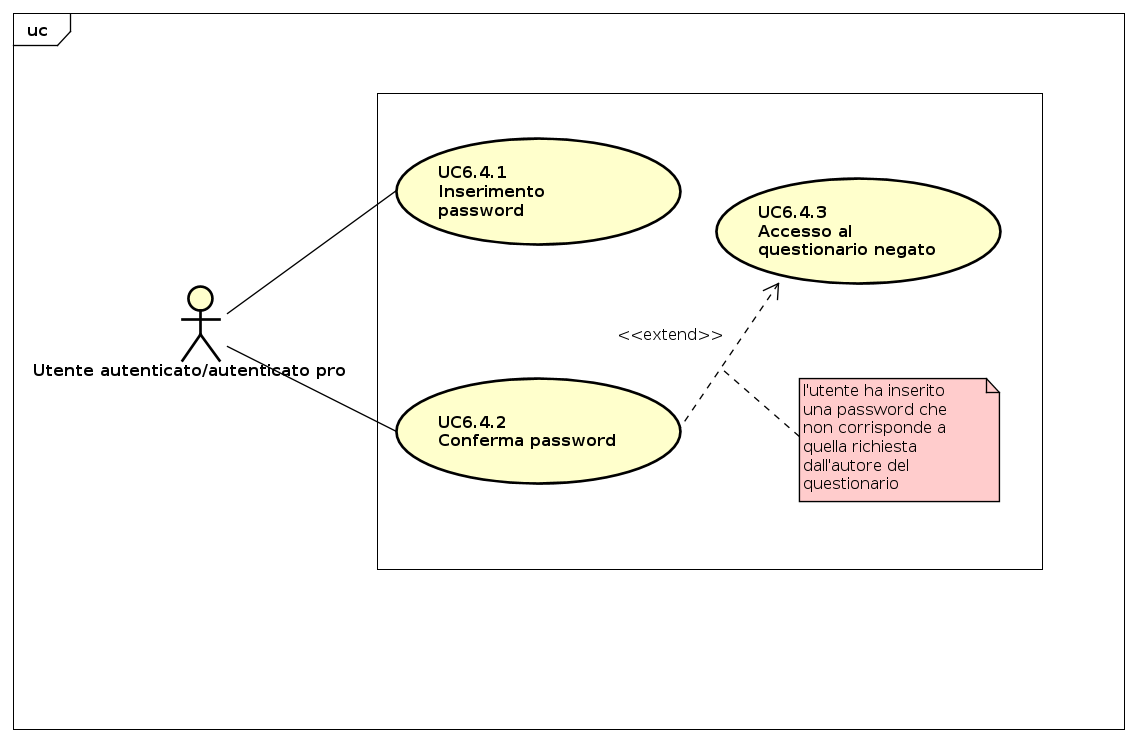 uc
UC6.4.1
Inserimento
password
UC6.4.3
Accesso al
questionario negato
<<extend>>
Utente autenticato/autenticato pro
UC6.4.2
Conferma password
l'utente ha inserito
una password che
non corrisponde a
quella richiesta
dall'autore del
questionario